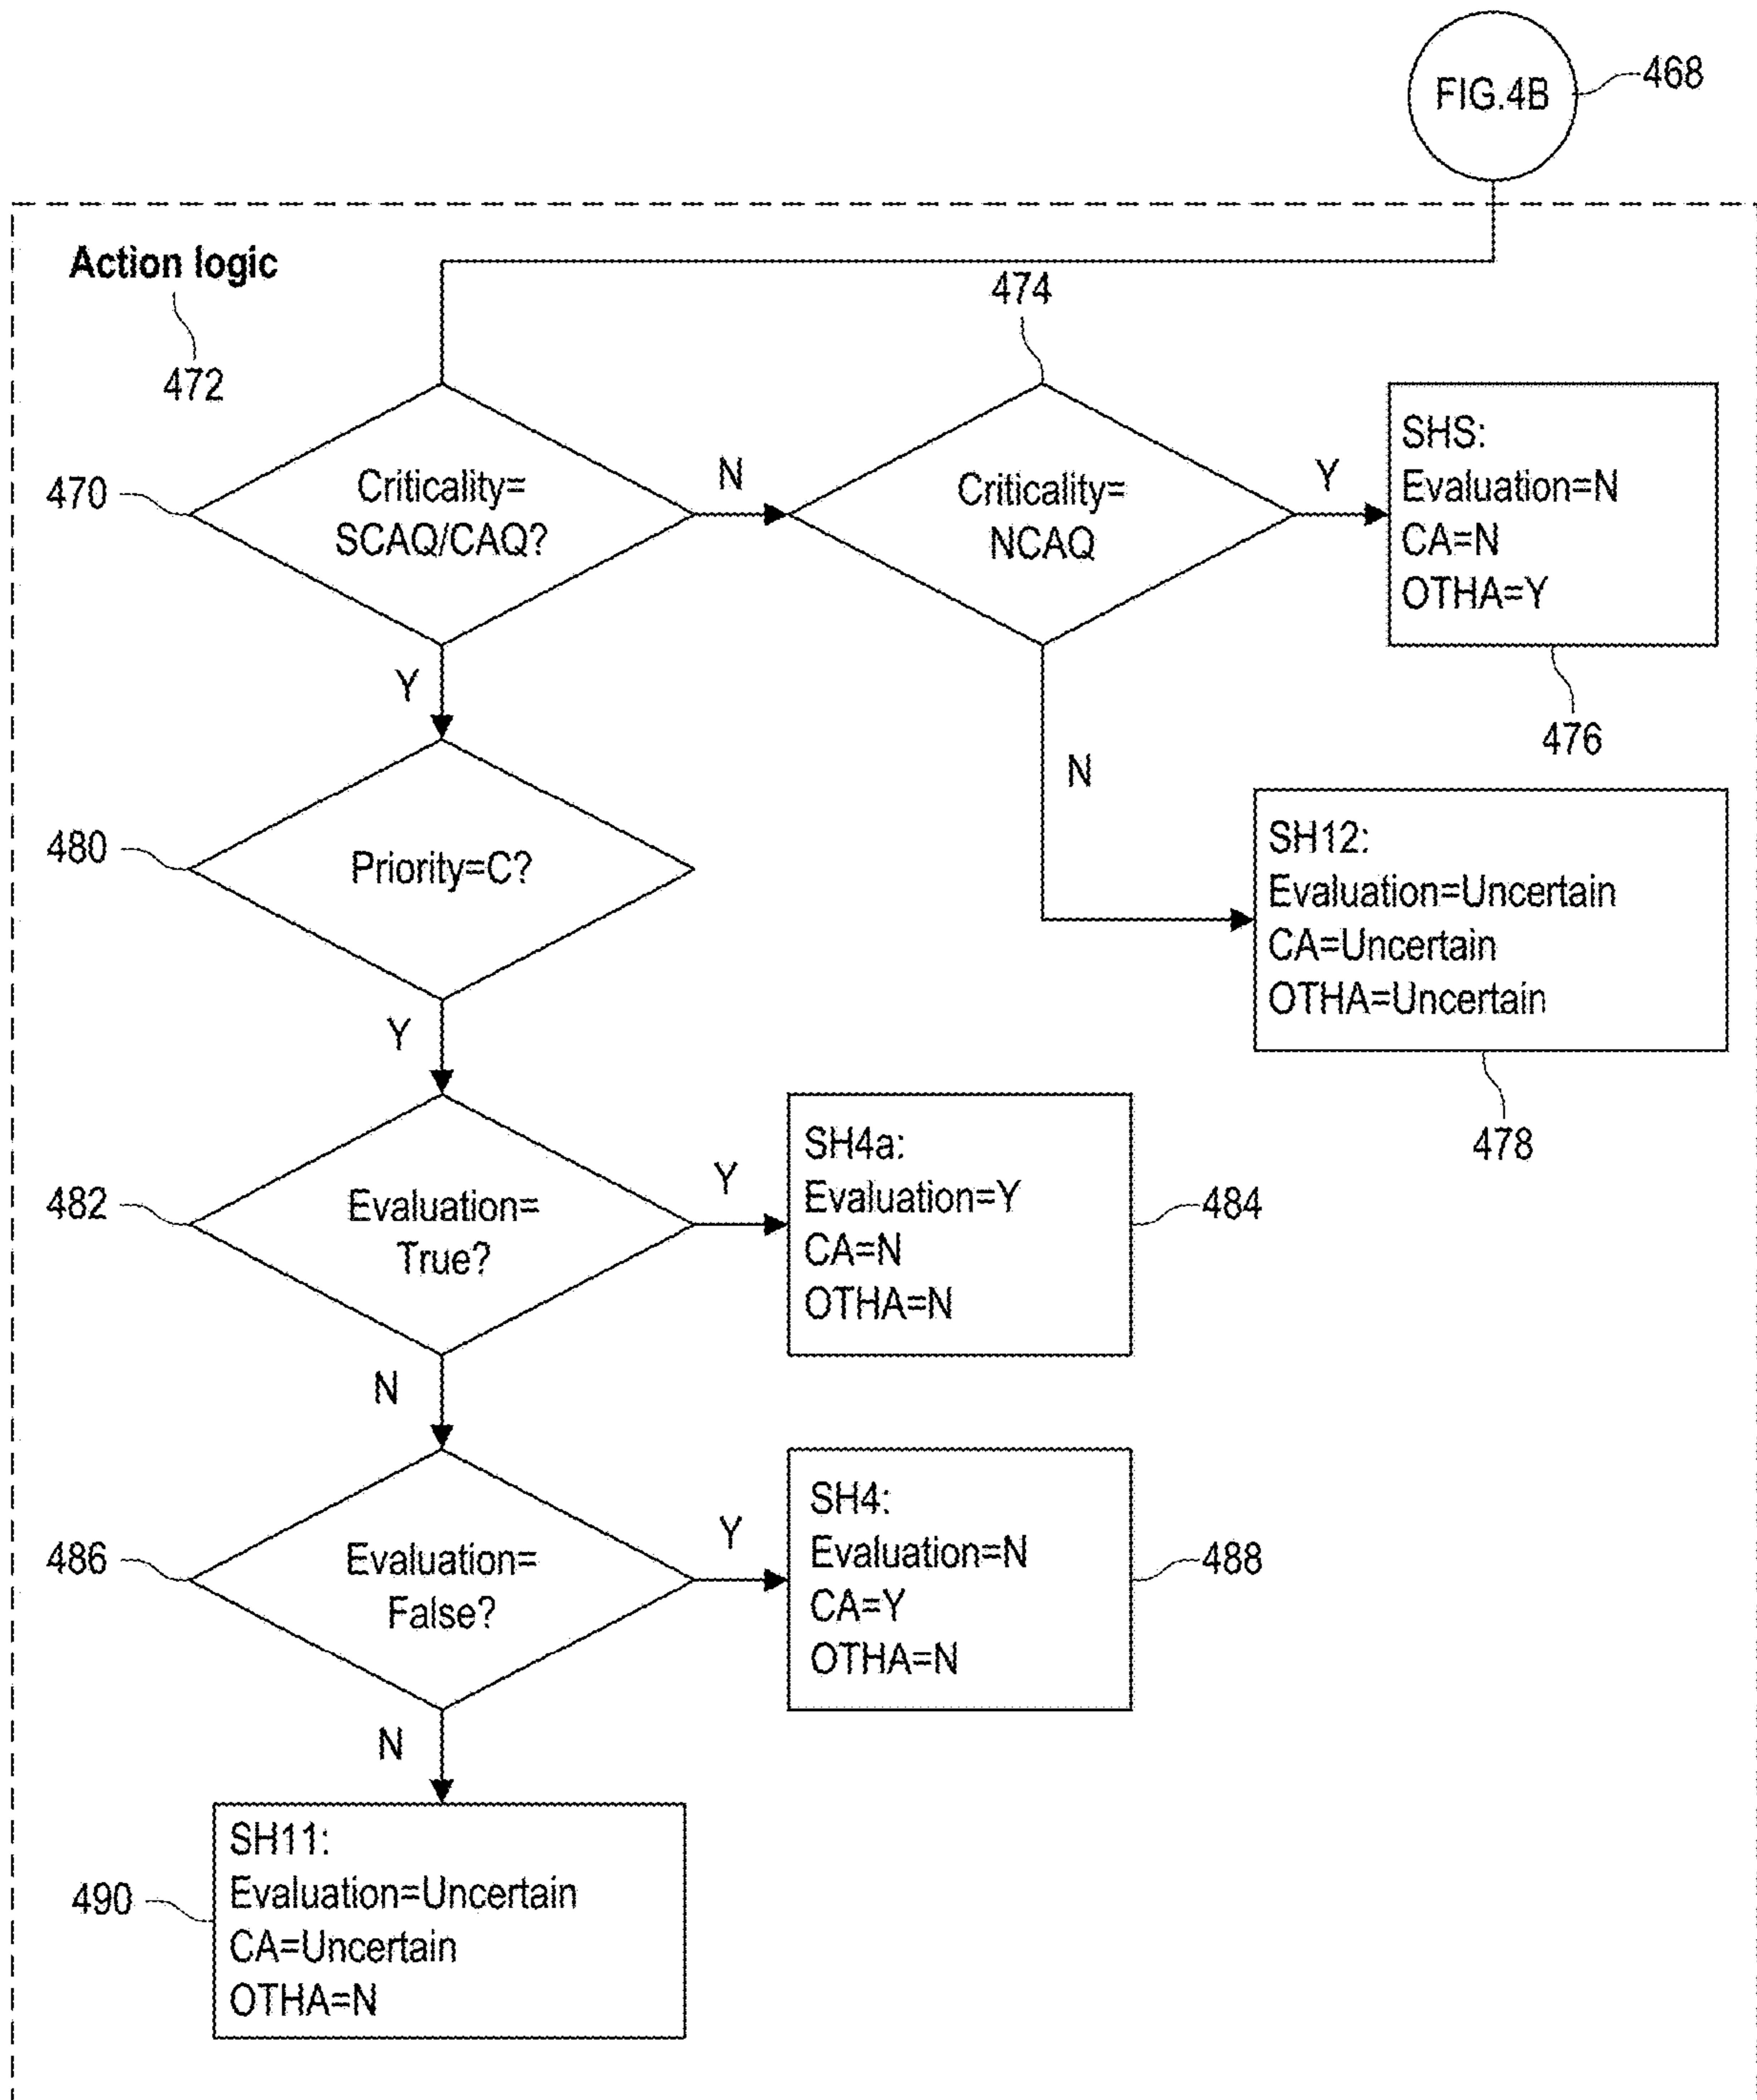 FIG.4B
468
Action logic
472
474
470
Criticality=
SCAQ/CAQ?
N
Criticality=
NCAQ
Y
SHS:
Evaluation=N
CA=N
OTHA=Y
476
Y
N
480
Priority=C?
SH12:
Evaluation=Uncertain
CA=Uncertain
OTHA=Uncertain
478
Y
482
Evaluation=
True?
Y
SH4a:
Evaluation=Y
CA=N
OTHA=N
484
N
486
Evaluation=
False?
Y
SH4:
Evaluation=N
CA=Y
OTHA=N
488
N
490
SH11:
Evaluation=Uncertain
CA=Uncertain
OTHA=N